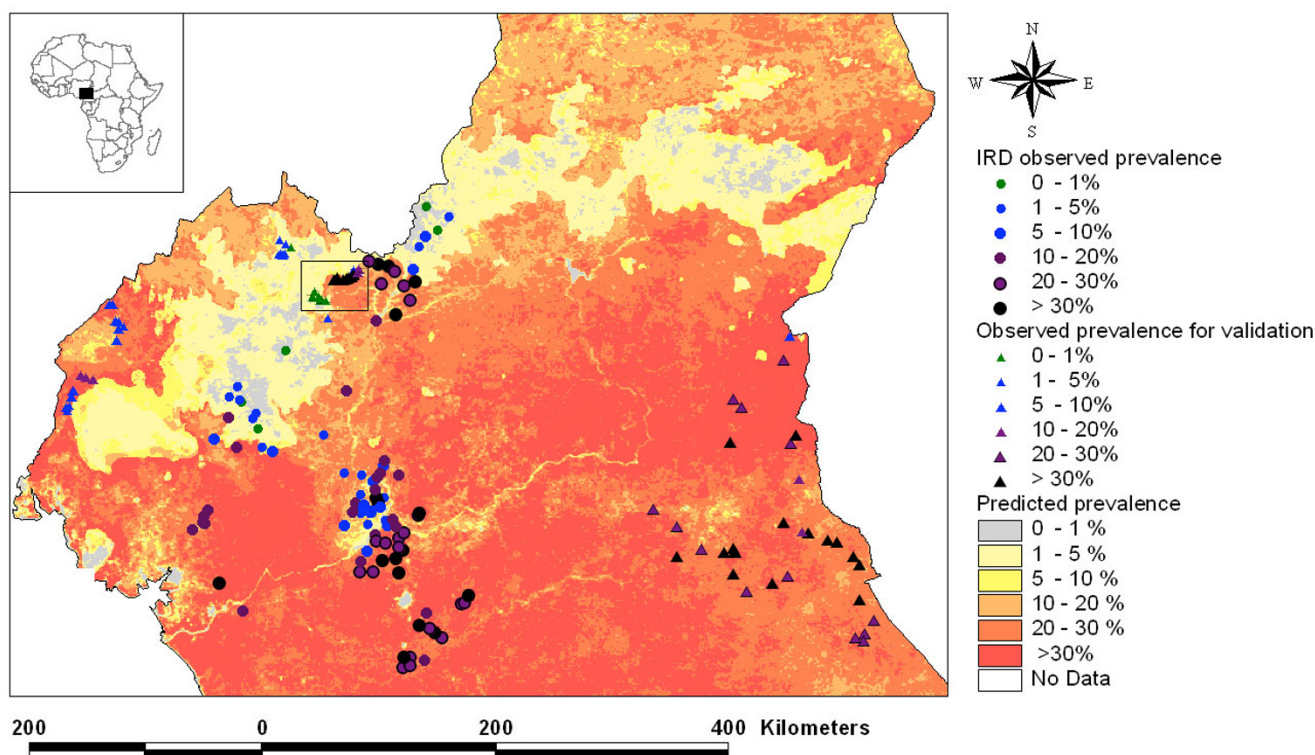 N
W E
S
IRD observed prevalence
0 - 1%
1 - 5%
5 - 10%
10 - 20%
20 - 30%
> 30%
Observed prevalence for validation
0 - 1%
1 - 5%
5 - 10%
10 - 20%
20 - 30%
> 30%
Predicted prevalence
0 - 1 %
1 - 5 %
5 - 10 %
10 - 20 %
20 - 30 %
>30%
No Data
200 0 200 400 Kilometers